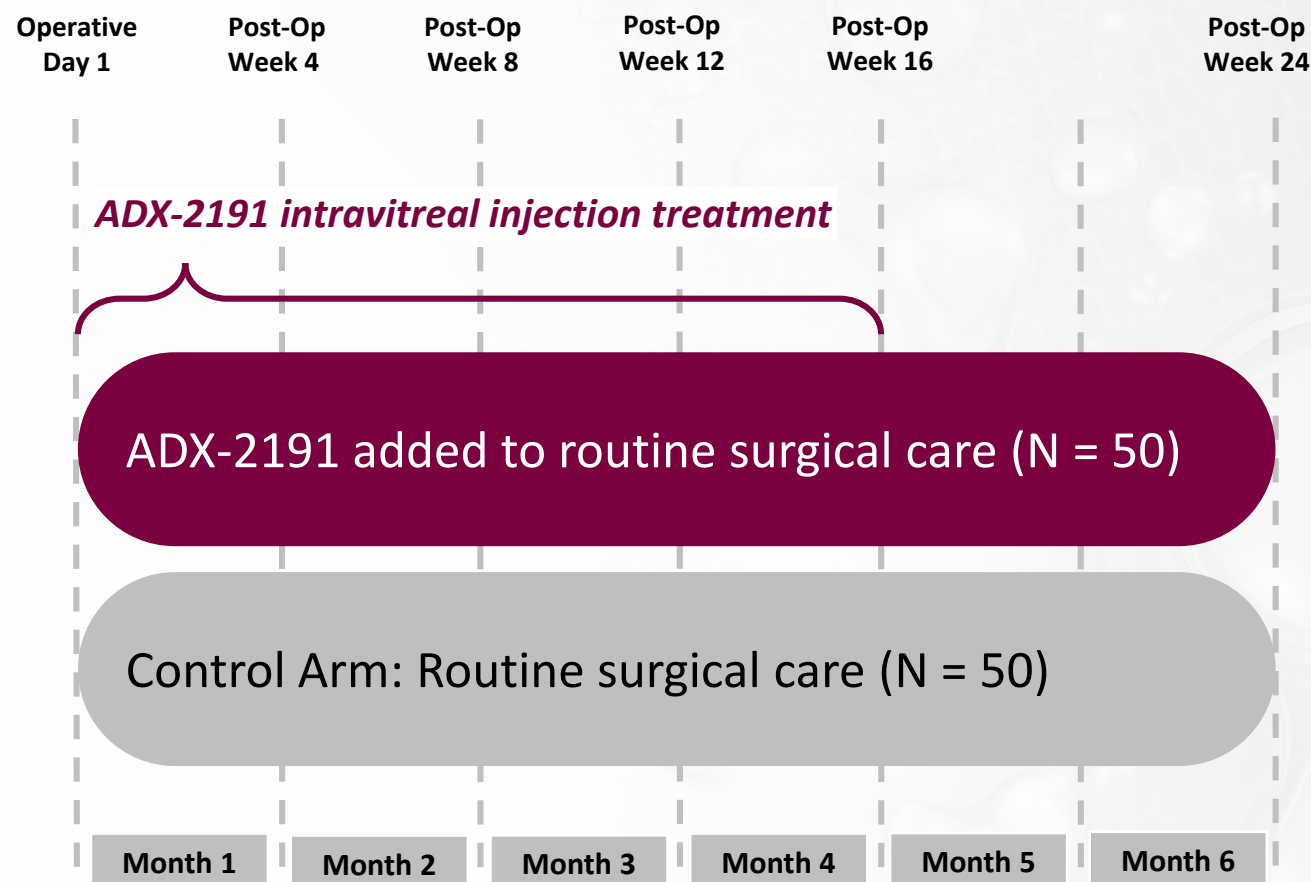 Operative
Day 1
Post-Op
Week 4
Post-Op
Week 8
Post-Op
Week 12
Post-Op
Week 16
Post-Op
Week 24
ADX-2191 intravitreal injection treatment
ADX-2191 added to routine surgical care (N = 50)
Control Arm: Routine surgical care (N = 50)
Month 1
Month 2
Month 3
Month 4
Month 5
Month 6